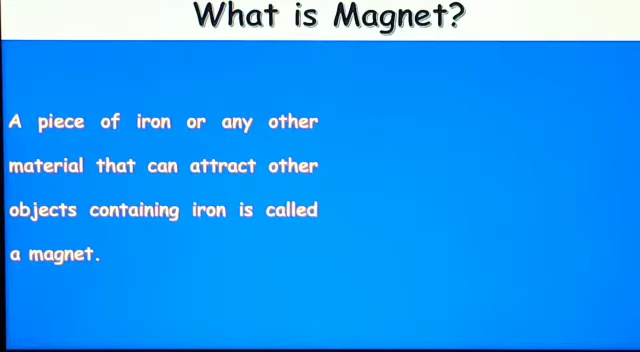 What is Magnet?
A piece of iron or any other
material that can attract other
objects containing iron is called
a magnet.